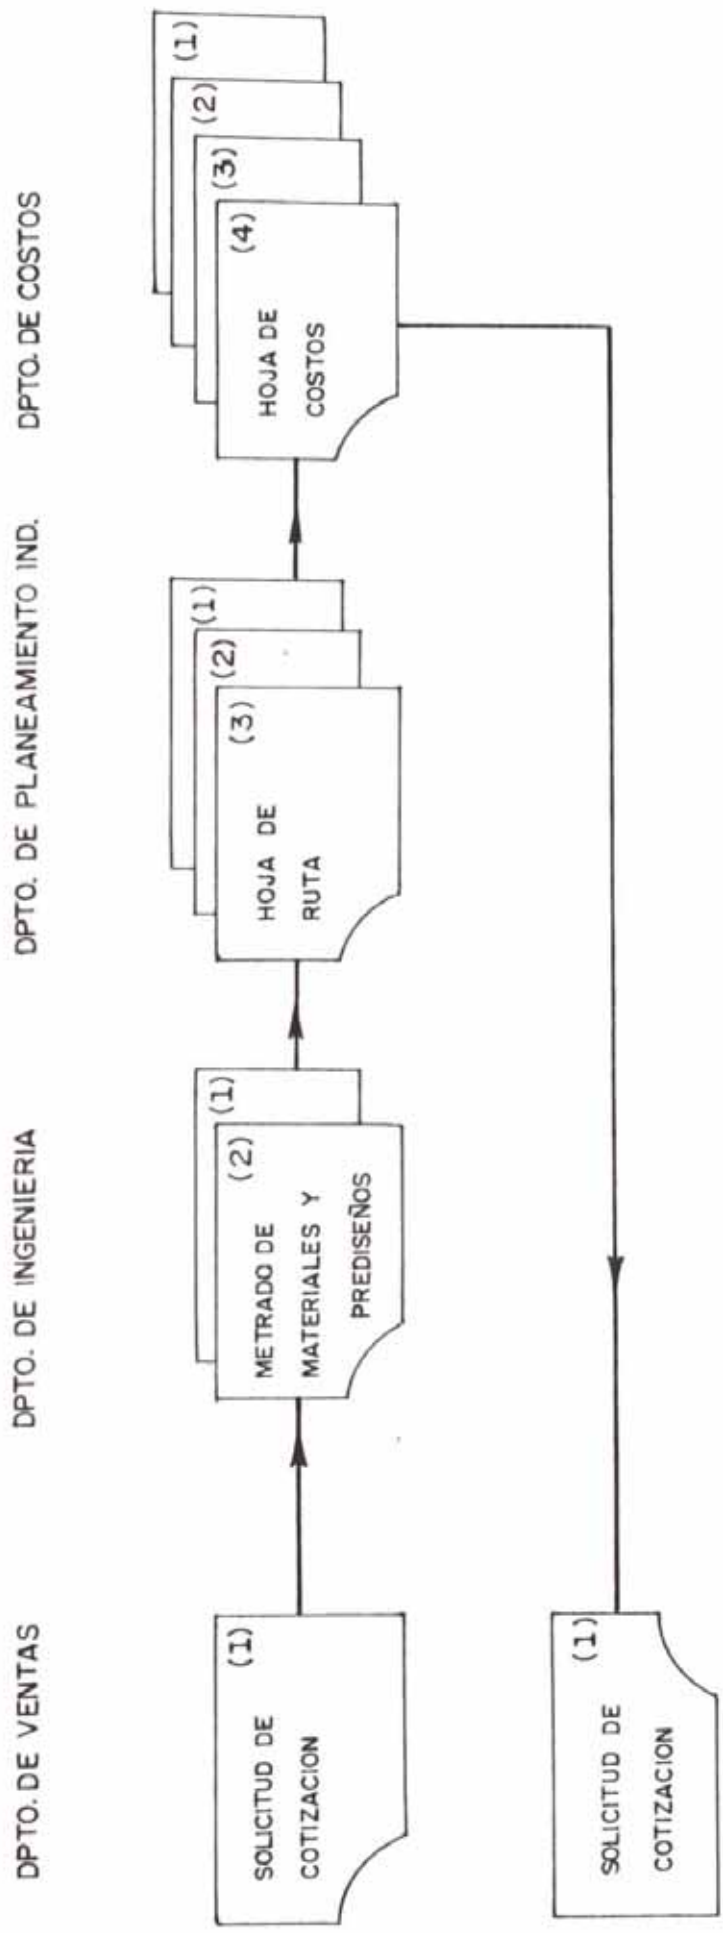 DPTO. DE VENTAS
DPTO. DE INGENIERIA
DPTO. DE PLANEAMIENTO IND.
DPTO. DE COSTOS
(1)
SOLICITUD DE
COTIZACION
(1)
(2)
METRADO DE
MATERIALES Y
PREDISEÑOS
(1)
(2)
(3)
HOJA DE
RUTA
(1)
(2)
(3)
(4)
HOJA DE
COSTOS
(1)
SOLICITUD DE
COTIZACION